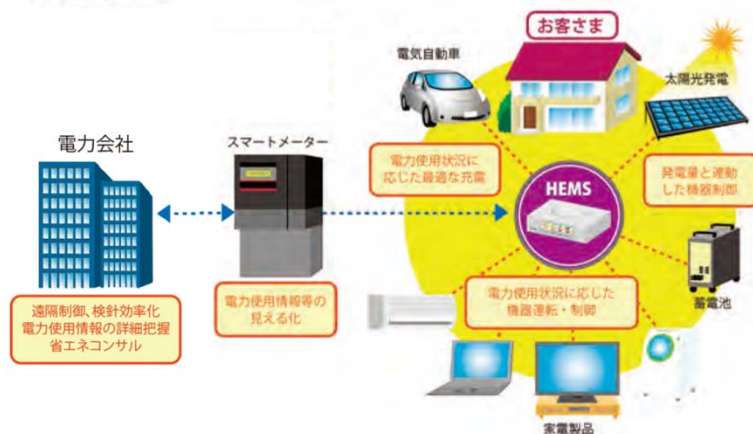 お客さま
電気自動車
太陽光発電
電力会社
スマートメーター
電力使用状況に
応じた最適な充電
HEMS
発電量と連動
した機器制御
遠隔制御、検針効率化
電力使用情報の詳細把握
省エネコンサル
電力使用情報等の
見える化
電力使用状況に応じた
機器運転・制御
蓄電池
家電製品